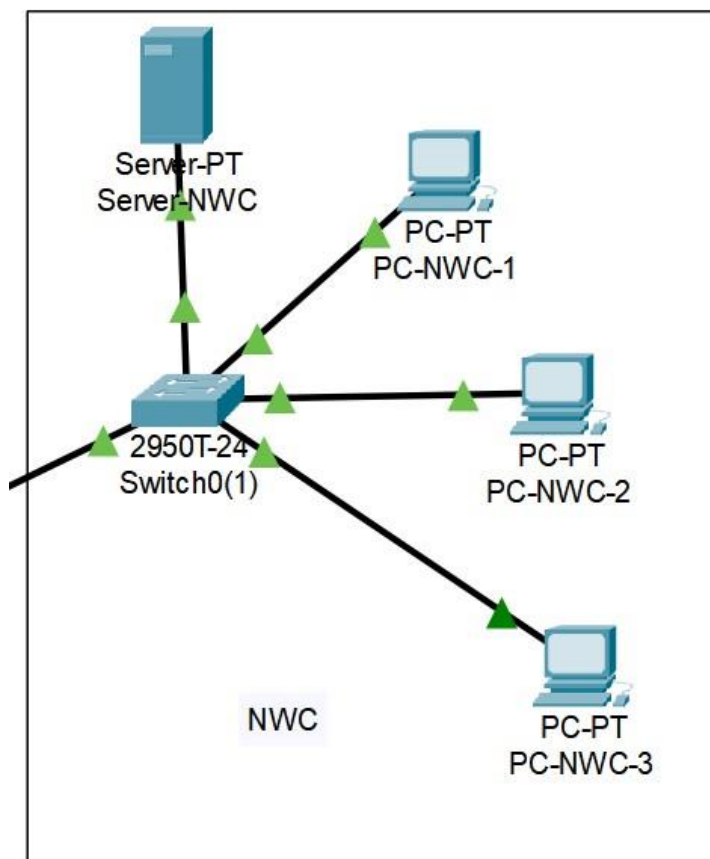 Server-PT
Server-NWC
PC-PT
PC-NWC-1
2950T-24
Switch0(1)
PC-PT
PC-NWC-2
NWC
PC-PT
PC-NWC-3